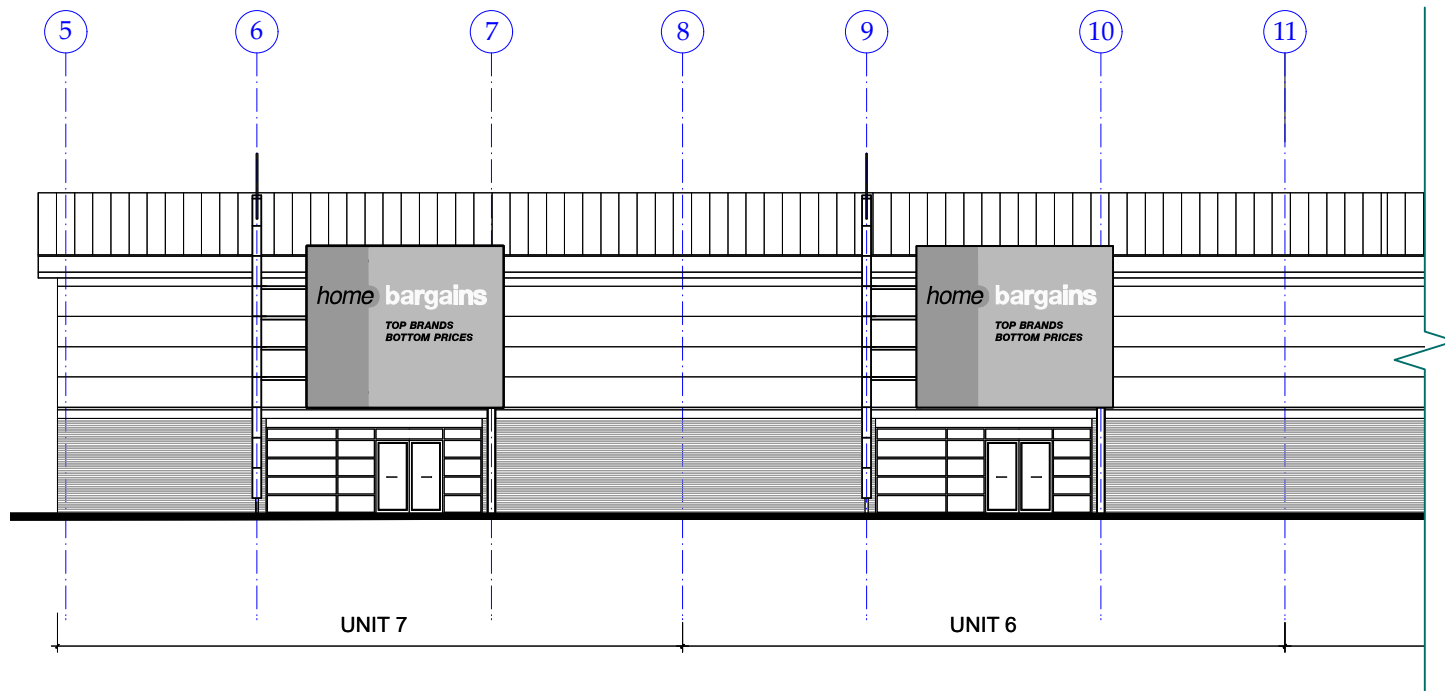 5 6 7 8 9 10 11
home bargains
TOP BRANDS
BOTTOM PRICES
home bargains
TOP BRANDS
BOTTOM PRICES
UNIT 7 UNIT 6